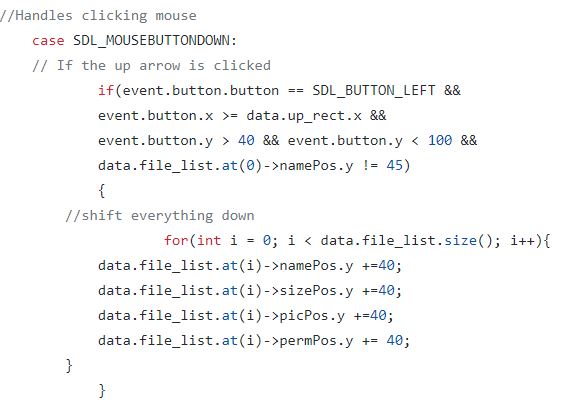 //Handles clicking mouse
case SDL_MOUSEBUTTONDOWN:
// If the up arrow is clicked
if(event.button.button == SDL_BUTTON_LEFT &&
event.button.x >= data.up_rect.x &&
event.button.y > 40 && event.button.y < 100 &&
data.file_list.at(0)->namePos.y != 45)
{
//shift everything down
for(int i = 0; i < data.file_list.size(); i++){
data.file_list.at(i)->namePos.y +=40;
data.file_list.at(i)->sizePos.y +=40;
data.file_list.at(i)->picPos.y +=40;
data.file_list.at(i)->permPos.y += 40;
}
}